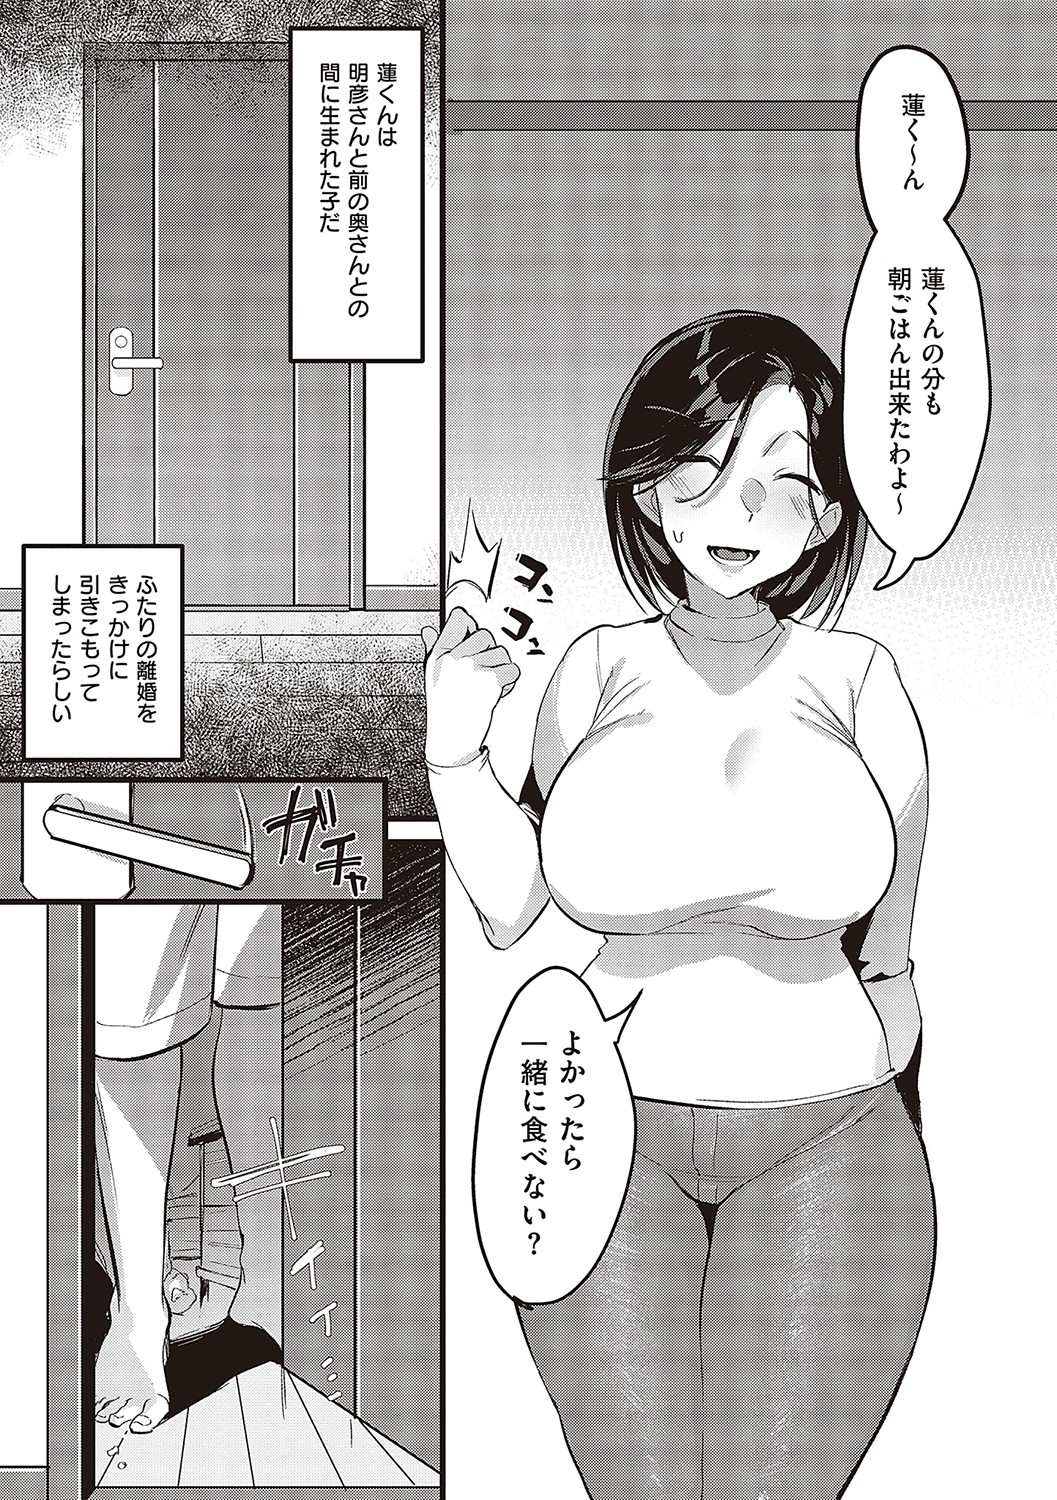 蓮く〜ん
蓮くんの分も
朝ごはん出来たわよ〜
コンコン
よかったら
一緒に食べない？
蓮くんは
明彦さんと前の奥さんとの
間に生まれた子だ
ふたりの離婚を
きっかけに
引きこもって
しまったらしい
ガチャ
キィィ…